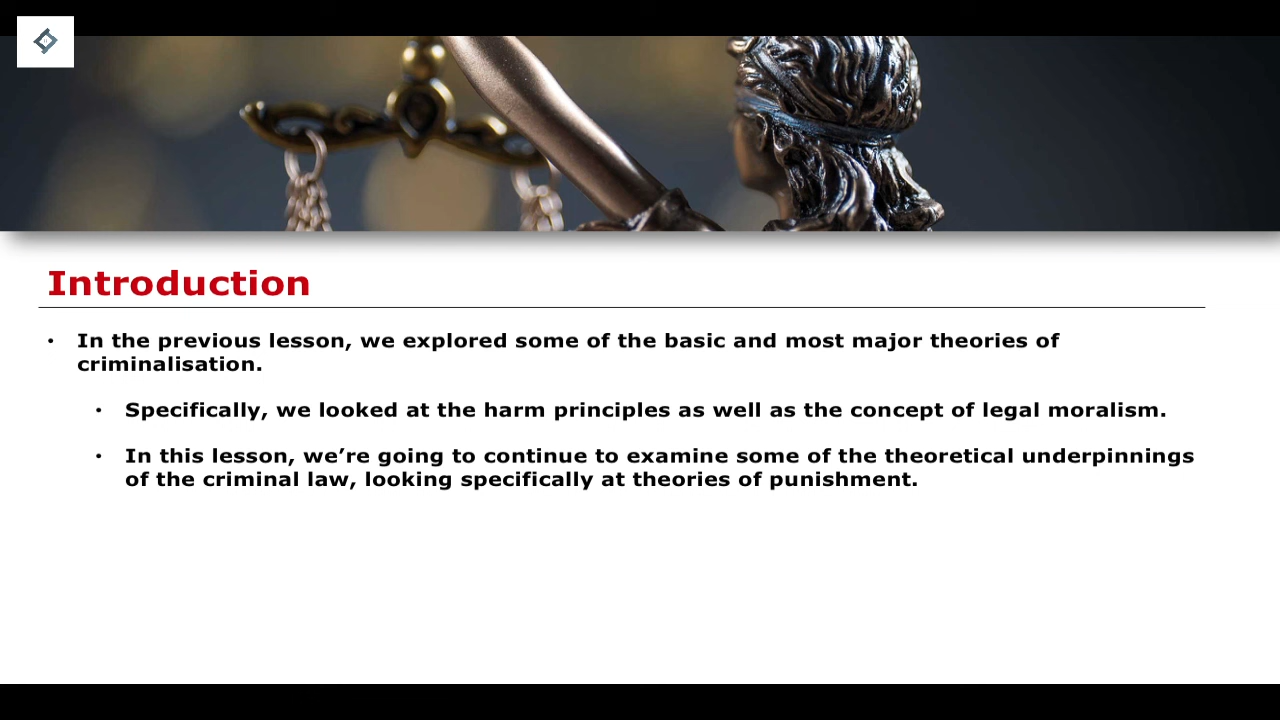 Introduction
• In the previous lesson, we explored some of the basic and most major theories of
criminalisation.
• Specifically, we looked at the harm principles as well as the concept of legal moralism.
• In this lesson, we’re going to continue to examine some of the theoretical underpinnings
of the criminal law, looking specifically at theories of punishment.